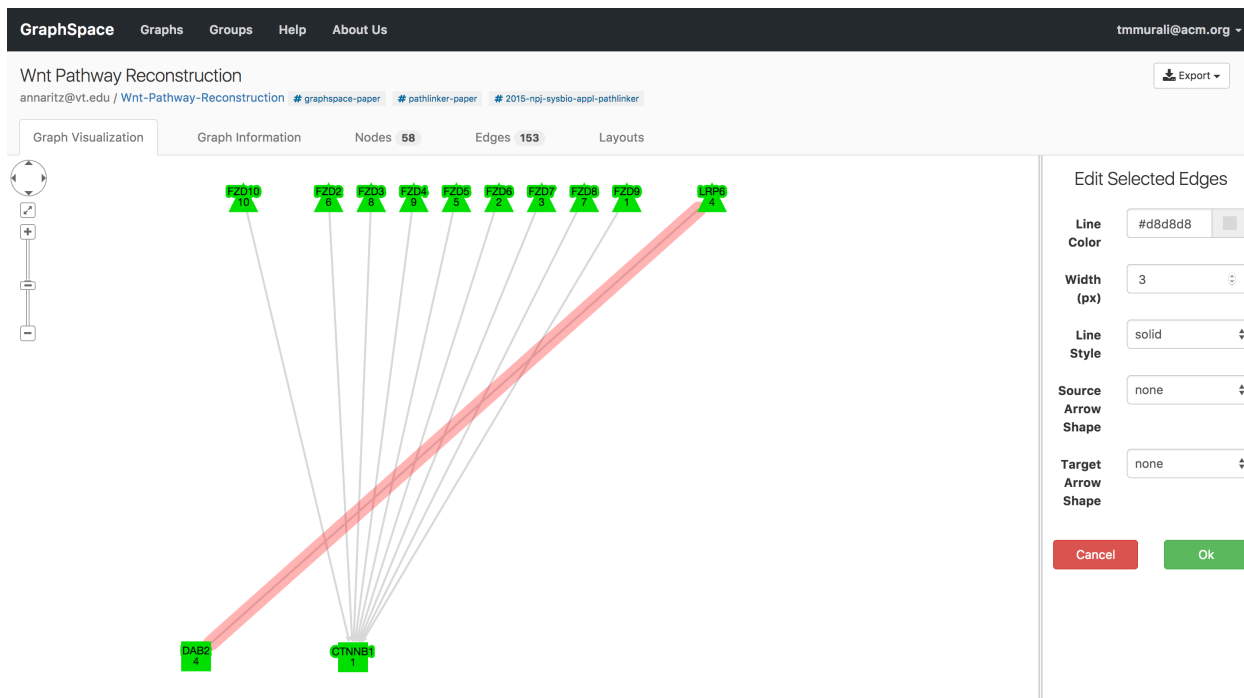 GraphSpace Graphs Groups Help About Us tmmurali@acm.org
Wnt Pathway Reconstruction Export
annaritz@vt.edu / Wnt-Pathway-Reconstruction # graphspace-paper # pathlinker-paper # 2015-npj-sysbio-appl-pathlinker
Graph Visualization Graph Information Nodes 58 Edges 153 Layouts
FZD10 FZD2 FZD3 FZD4 FZD5 FZD6 FZD7 FZD8 FZD9 LRP6
10 6 8 9 5 2 3 7 1 4
DAB2 CTNNB1
4 1
Edit Selected Edges
Line #d8d8d8
Color
Width 3
(px)
Line solid
Style
Source none
Arrow
Shape
Target none
Arrow
Shape
Cancel Ok